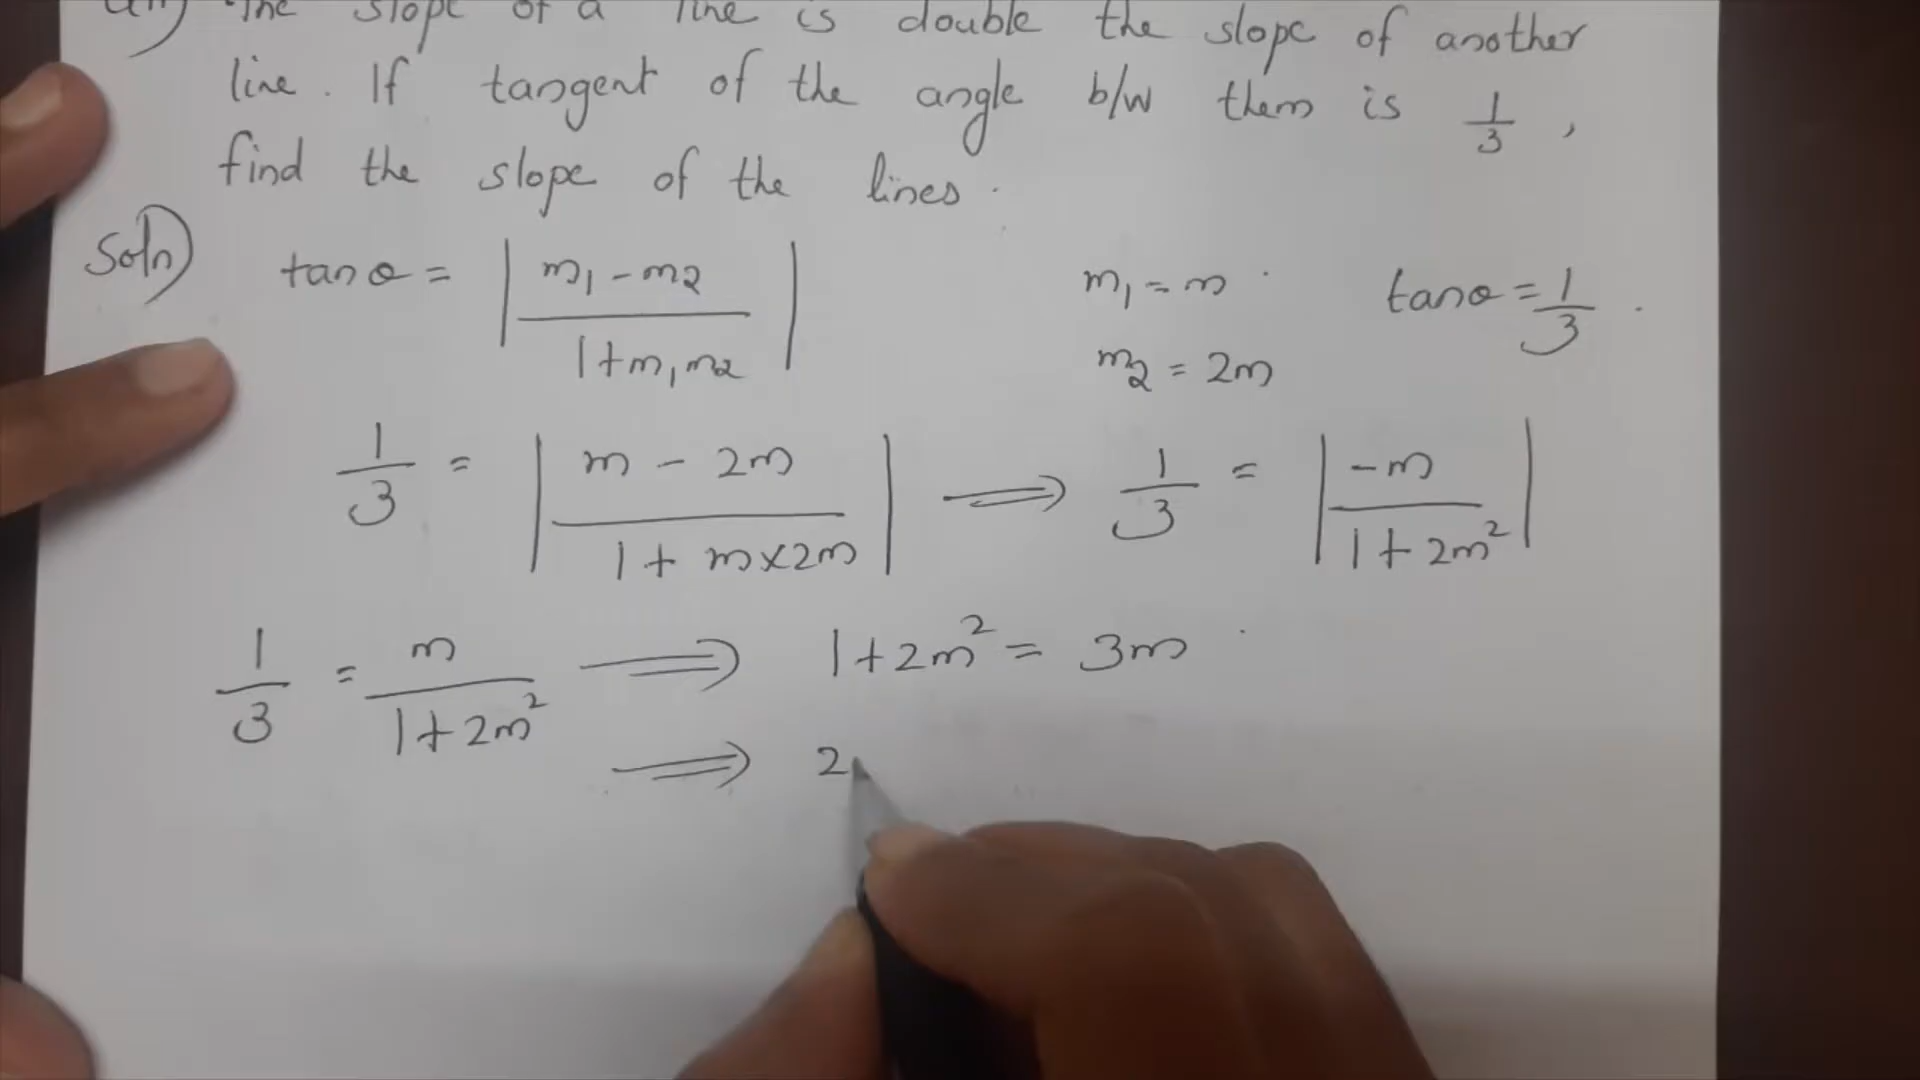 The slope of a line is double the slope of another
line. If tangent of the angle b/w them is 1/3,
find the slope of the lines.
Soln) tanθ = |(m1 - m2)/(1+m1m2)| m1 = m tanθ = 1/3.
m2 = 2m
1/3 = |(m - 2m)/(1 + m×2m)| ⟹ 1/3 = |-m/(1+2m²)|
1/3 = m/(1+2m²) ⟹ 1+2m² = 3m
⟹ 2